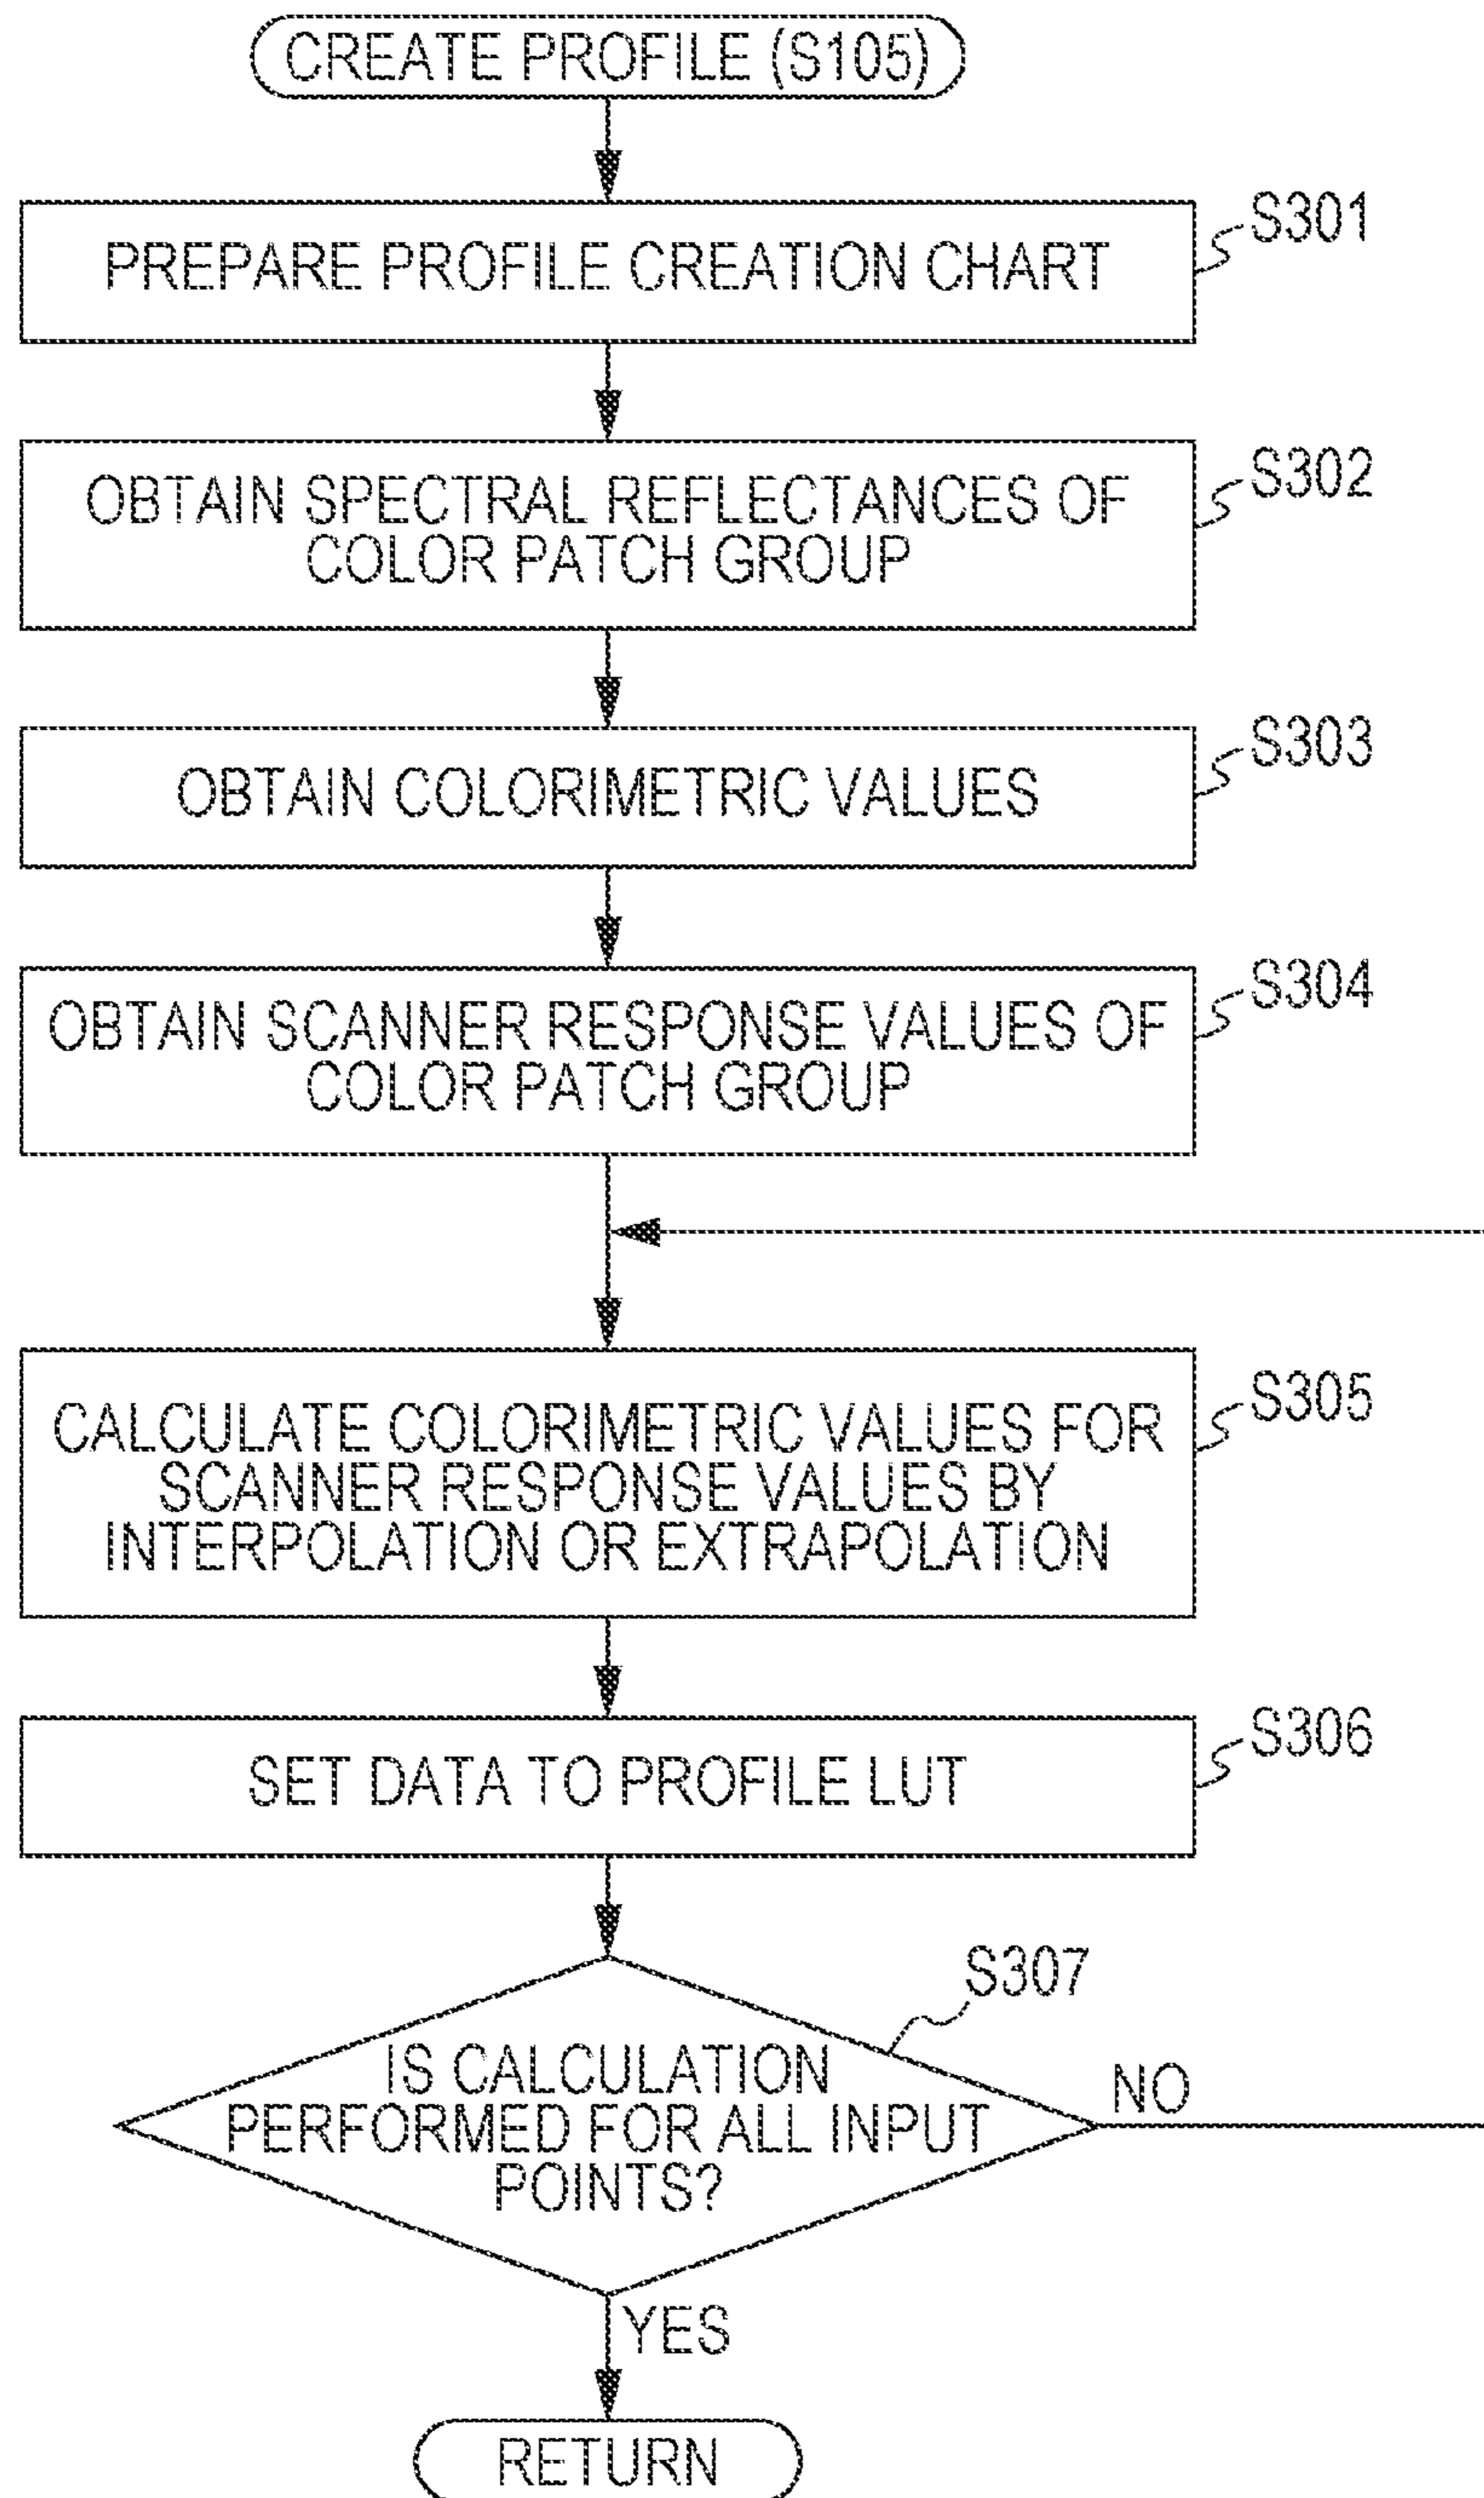 CREATE PROFILE (S105)
PREPARE PROFILE CREATION CHART
S301
OBTAIN SPECTRAL REFLECTANCES OF
COLOR PATCH GROUP
S302
OBTAIN COLORIMETRIC VALUES
S303
OBTAIN SCANNER RESPONSE VALUES OF
COLOR PATCH GROUP
S304
CALCULATE COLORIMETRIC VALUES FOR
SCANNER RESPONSE VALUES BY
INTERPOLATION OR EXTRAPOLATION
S305
SET DATA TO PROFILE LUT
S306
S307
IS CALCULATION
PERFORMED FOR ALL INPUT
POINTS?
NO
YES
RETURN